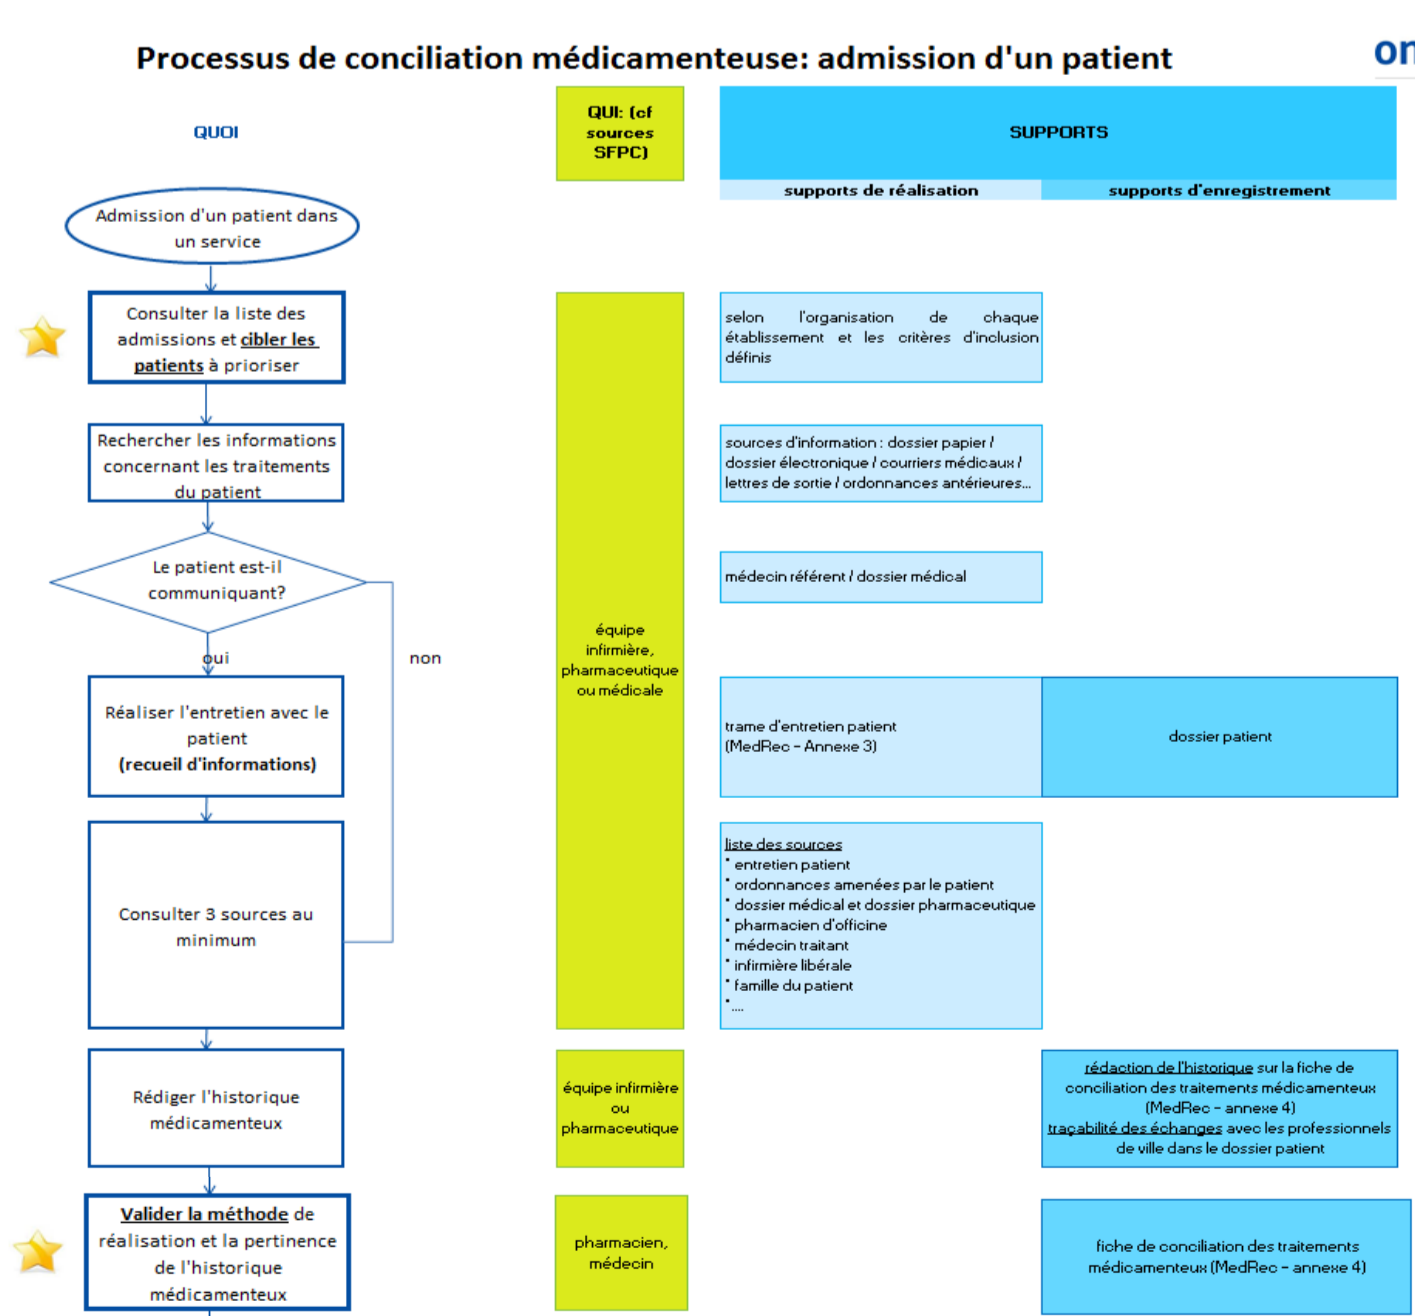 Processus de conciliation médicamenteuse: admission d'un patient
on
QUOI
QUI: (cf
sources
SFPC)
SUPPORTS
supports de réalisation
supports d'enregistrement
Admission d'un patient dans
un service
Consulter la liste des
admissions et cibler les
patients à prioriser
selon l'organisation de chaque
établissement et les critères d'inclusion
définis
Rechercher les informations
concernant les traitements
du patient
sources d'information : dossier papier /
dossier électronique / courriers médicaux /
lettres de sortie / ordonnances antérieures...
Le patient est-il
communiquant?
médecin référent / dossier médical
oui
non
équipe
infirmière,
pharmaceutique
ou médicale
Réaliser l'entretien avec le
patient
(recueil d'informations)
trame d'entretien patient
(MedRec - Annexe 3)
dossier patient
Consulter 3 sources au
minimum
liste des sources
* entretien patient
* ordonnances amenées par le patient
* dossier médical et dossier pharmaceutique
* pharmacien d'officine
* médecin traitant
* infirmière libérale
* famille du patient
*....
Rédiger l'historique
médicamenteux
équipe infirmière
ou
pharmaceutique
rédaction de l'historique sur la fiche de
conciliation des traitements médicamenteux
(MedRec - annexe 4)
traçabilité des échanges avec les professionnels
de ville dans le dossier patient
Valider la méthode de
réalisation et la pertinence
de l'historique
médicamenteux
pharmacien,
médecin
fiche de conciliation des traitements
médicamenteux (MedRec - annexe 4)